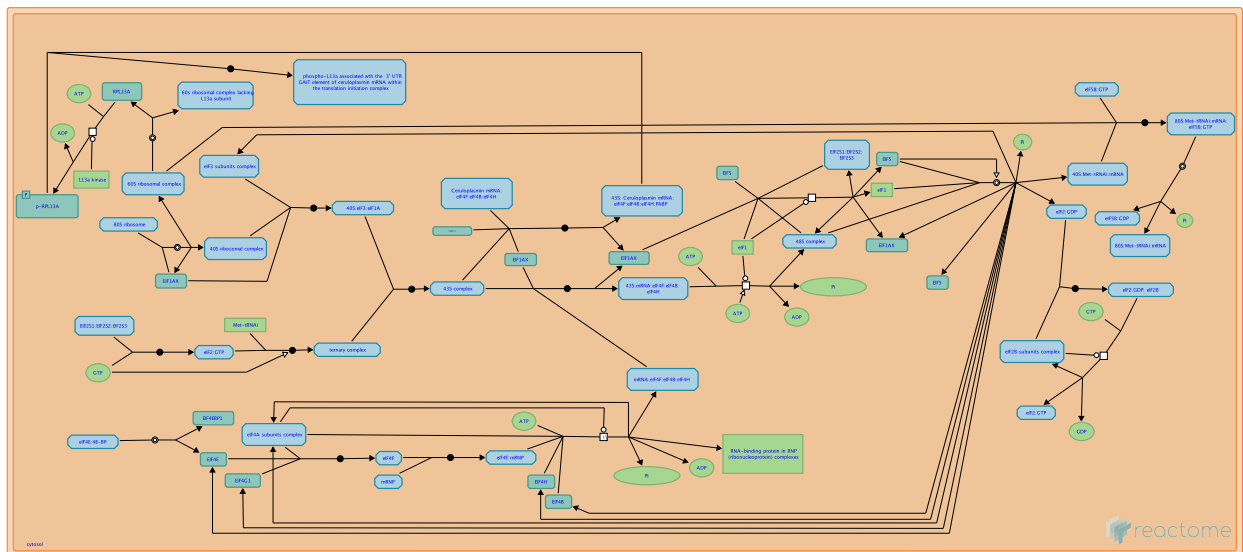 phospho-L13a associated wth the 3' UTR
GAIT element of ceruloplasmin mRNA within
the translation initiation complex
ATP
RPL13A
60s ribosomal complex lacking
L13a subunit
ADP
L13a kinase
P
p-RPL13A
60S ribosomal complex
eIF3 subunits complex
80S ribosome
40S ribosomal complex
EIF1AX
40S:eIF3:eIF1A
Ceruloplasmin mRNA:
eIF4F:eIF4B:eIF4H
43S: Ceruloplasmin mRNA:
eIF4F:eIF4B:eIF4H:PABP
EIF1AX
EIF1AX
43S complex
43S:mRNA:eIF4F:eIF4B:
eIF4H
ATP
eIF1
ATP
ADP
Pi
EIF5
EIF2S1:EIF2S2:
EIF2S3
EIF5
eIF1
48S complex
EIF1AX
EIF5
Pi
eIF5B:GTP
80S:Met-tRNAi:mRNA:
eIF5B:GTP
40S:Met-tRNAi:mRNA
eIF2:GDP
eIF5B:GDP
Pi
80S:Met-tRNAi:mRNA
eIF2:GDP: eIF2B
GTP
eIF2B subunits complex
eIF2:GTP
GDP
EIF2S1:EIF2S2:EIF2S3
Met-tRNAi
eIF2:GTP
ternary complex
GTP
mRNA:eIF4F:eIF4B:eIF4H
EIF4EBP1
eIF4E:4E-BP
eIF4A subunits complex
ATP
EIF4E
eIF4F
eIF4F:mRNP
EIF4G1
mRNP
EIF4H
EIF4B
Pi
ADP
RNA-binding protein in RNP
(ribonucleoprotein) complexes
reactome
cytosol